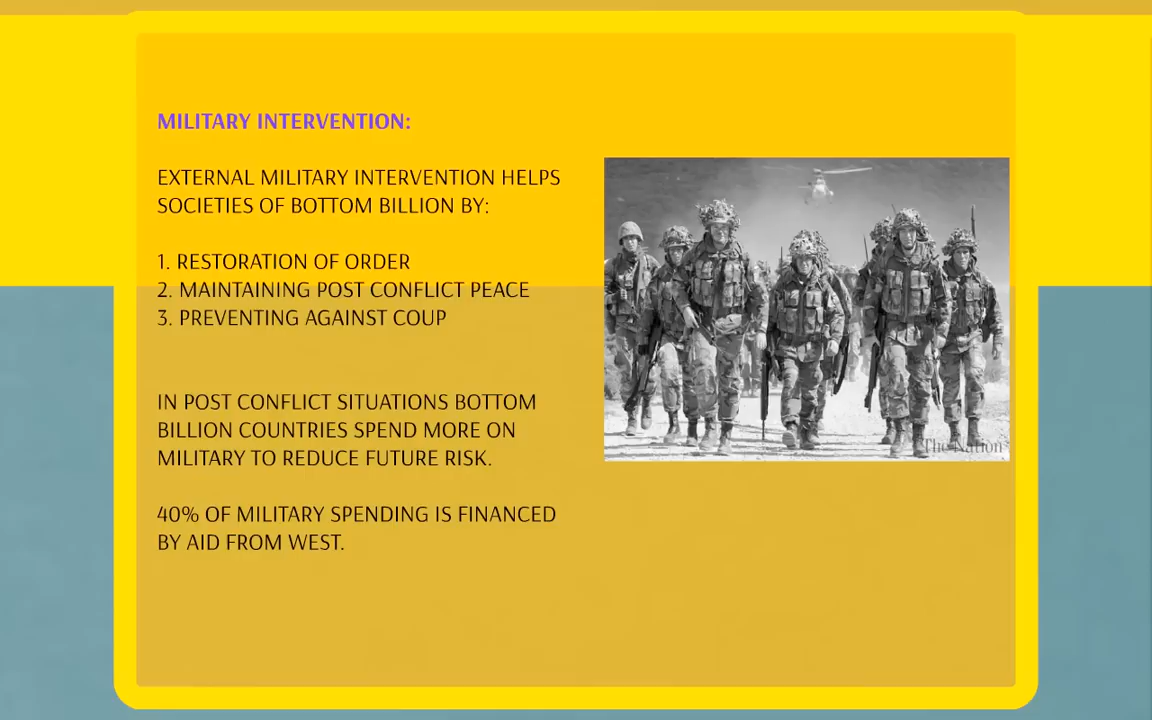 MILITARY INTERVENTION:
EXTERNAL MILITARY INTERVENTION HELPS
SOCIETIES OF BOTTOM BILLION BY:
1. RESTORATION OF ORDER
2. MAINTAINING POST CONFLICT PEACE
3. PREVENTING AGAINST COUP
IN POST CONFLICT SITUATIONS BOTTOM
BILLION COUNTRIES SPEND MORE ON
MILITARY TO REDUCE FUTURE RISK.
40% OF MILITARY SPENDING IS FINANCED
BY AID FROM WEST.
The Nation